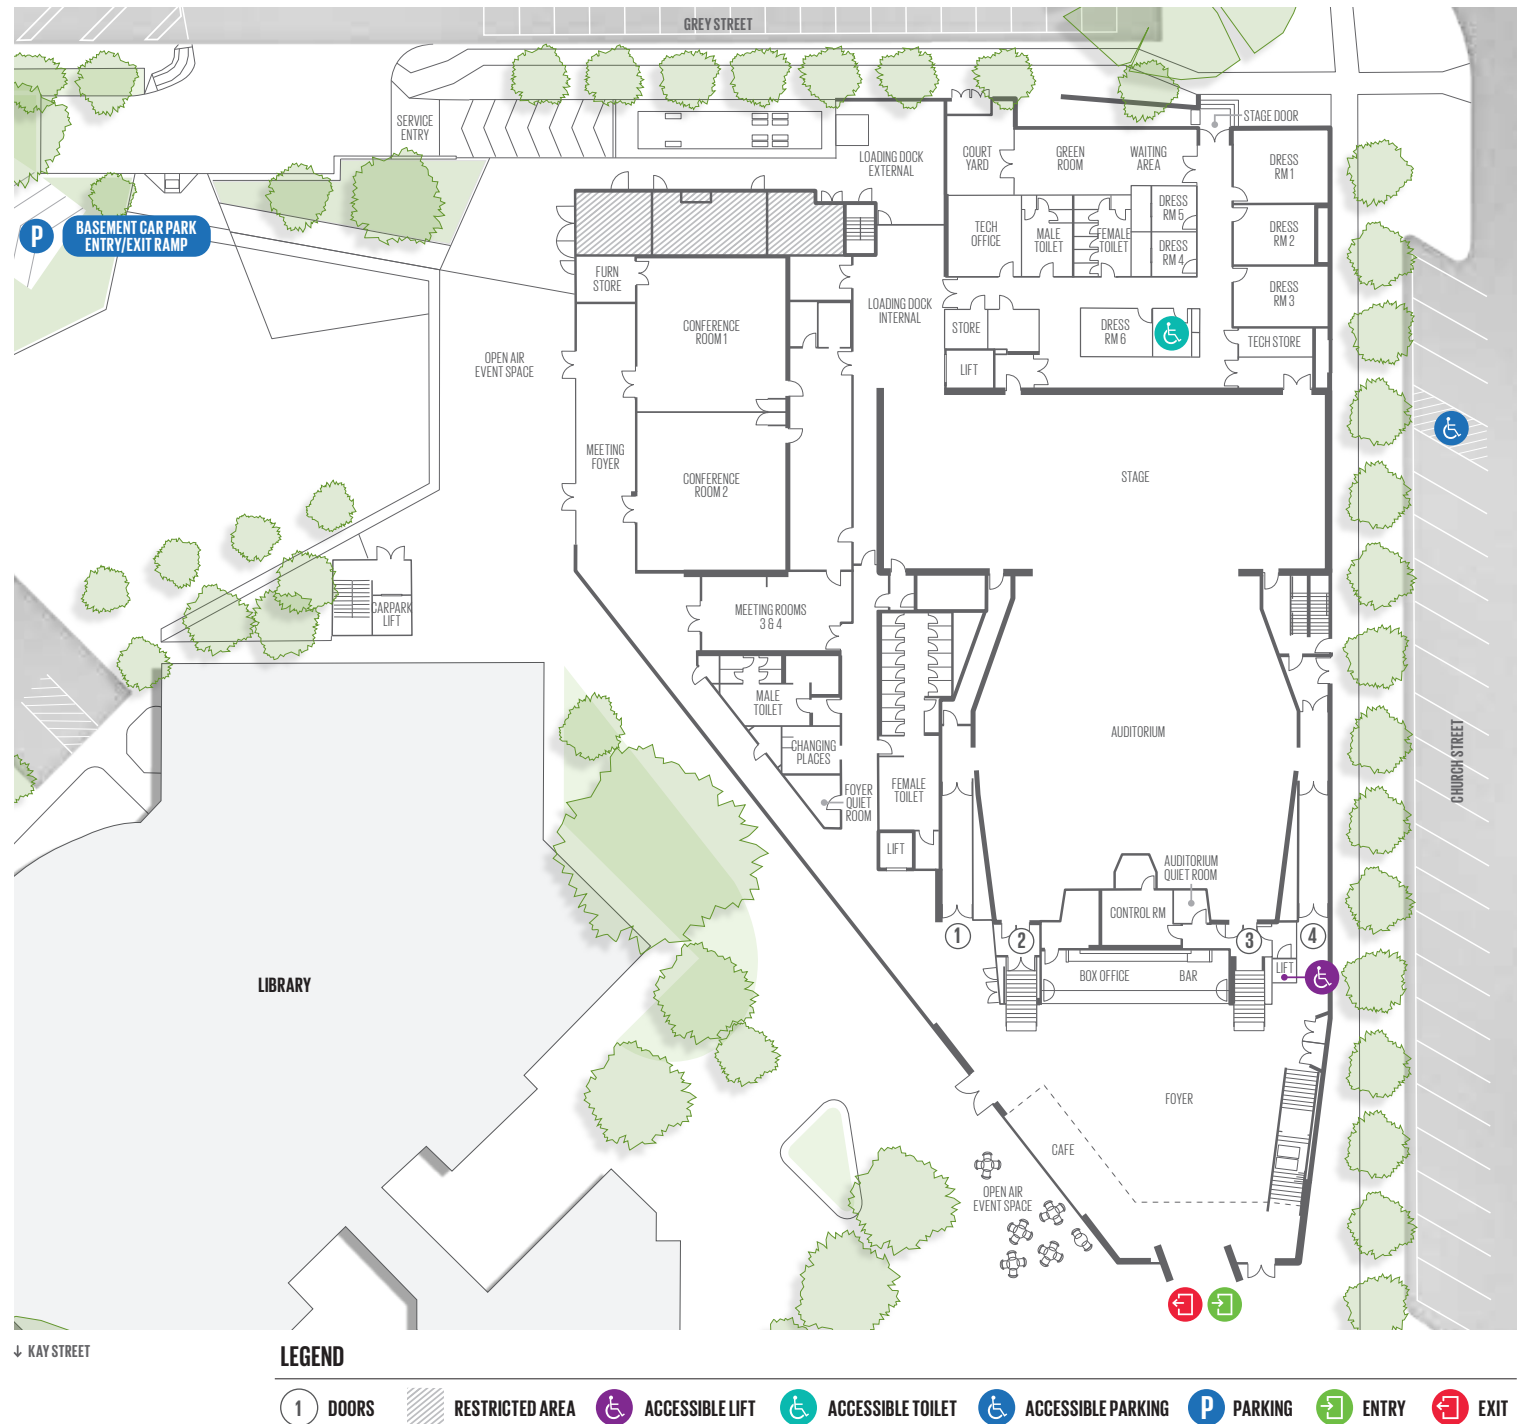 GREY STREET
SERVICE
ENTRY
STAGE DOOR
LOADING DOCK
EXTERNAL
COURT
YARD
GREEN
ROOM
WAITING
AREA
DRESS
RM 1
P
BASEMENT CAR PARK
ENTRY/EXIT RAMP
TECH
OFFICE
MALE
TOILET
FEMALE
TOILET
DRESS
RM 5
DRESS
RM 4
DRESS
RM 2
FURN
STORE
DRESS
RM 3
LOADING DOCK
INTERNAL
CONFERENCE
ROOM 1
STORE
DRESS
RM 6
TECH STORE
OPEN AIR
EVENT SPACE
LIFT
MEETING
FOYER
CONFERENCE
ROOM 2
STAGE
CARPARK
LIFT
MEETING ROOMS
3 & 4
MALE
TOILET
AUDITORIUM
CHANGING
PLACES
CHURCH STREET
FOYER
QUIET
ROOM
FEMALE
TOILET
LIFT
AUDITORIUM
QUIET ROOM
CONTROL RM
1
2
3
4
BOX OFFICE
BAR
LIFT
LIBRARY
FOYER
CAFE
OPEN AIR
EVENT SPACE
↓ KAY STREET
LEGEND
1 DOORS
RESTRICTED AREA
ACCESSIBLE LIFT
ACCESSIBLE TOILET
ACCESSIBLE PARKING
P PARKING
ENTRY
EXIT